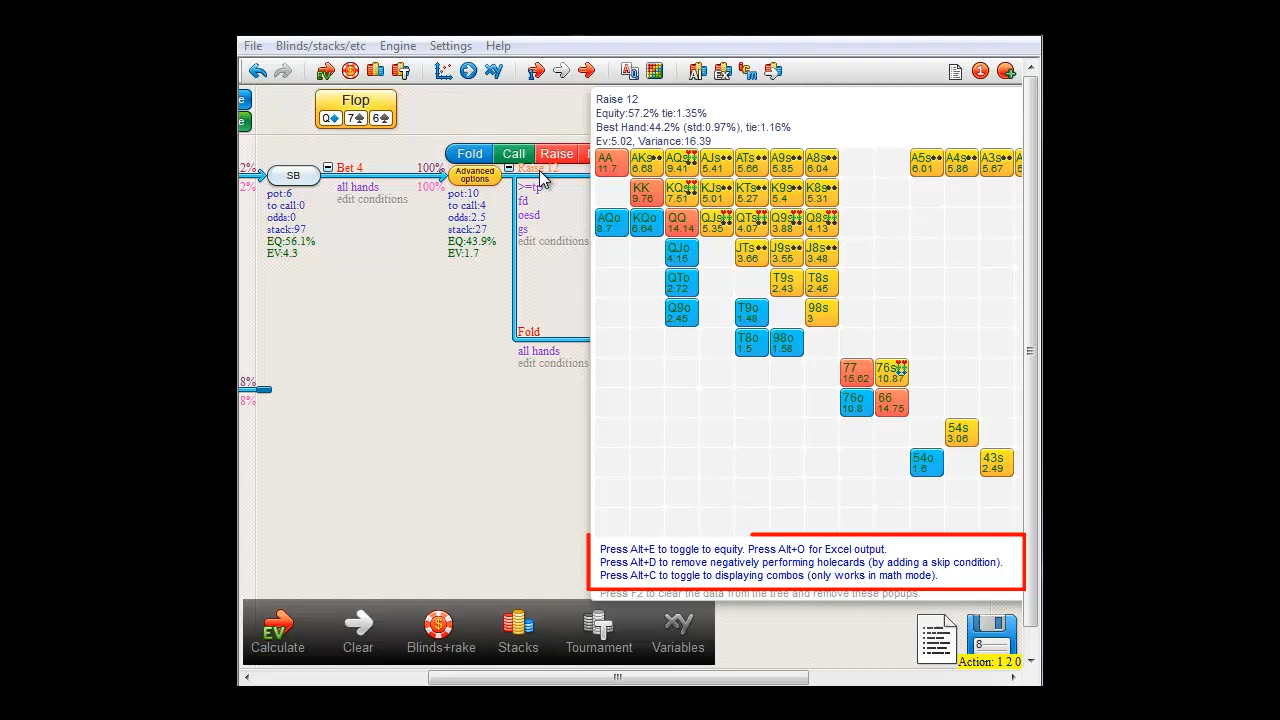 File Blinds/stacks/etc Engine Settings Help
Flop
Q♦ 7♠ 6♠
Raise 12
Equity:57.2% tie:1.35%
Best Hand:44.2% (std:0.97%), tie:1.16%
Ev:5.02, Variance:16.39
Fold Call Raise
2% SB Bet 4 100% Advanced options Raise 12
2% all hands 100% >=tp
edit conditions fd
oesd
gs
edit conditions
pot:6
to call:0
odds:0
stack:97
EQ:56.1%
EV:4.3
pot:10
to call:4
odds:2.5
stack:27
EQ:43.9%
EV:1.7
Fold
all hands
edit conditions
8%
8%
AA AKs AQs AJs ATs A9s A8s A5s A4s A3s
11.7 6.68 9.41 5.41 5.66 5.85 6.04 6.01 5.86 5.67
KK KQs KJs KTs K9s K8s
9.76 7.51 5.01 5.27 5.4 5.31
AQo KQo QQ QJs QTs Q9s Q8s
8.7 6.64 14.14 5.35 4.07 3.88 4.13
QJo JTs J9s J8s
4.15 3.66 3.55 3.48
QTo T9s T8s
2.72 2.43 2.45
Q9o T9o 98s
2.45 1.48 3
T8o 98o
1.5 1.58
77 76s
15.62 10.87
76o 66
10.8 14.75
54s
3.06
54o 43s
1.6 2.49
Press Alt+E to toggle to equity. Press Alt+O for Excel output.
Press Alt+D to remove negatively performing holecards (by adding a skip condition).
Press Alt+C to toggle to displaying combos (only works in math mode).
Press F2 to clear the data from the tree and remove these popups.
EV
Calculate Clear Blinds+rake Stacks Tournament Variables
8
Action: 1 2 0